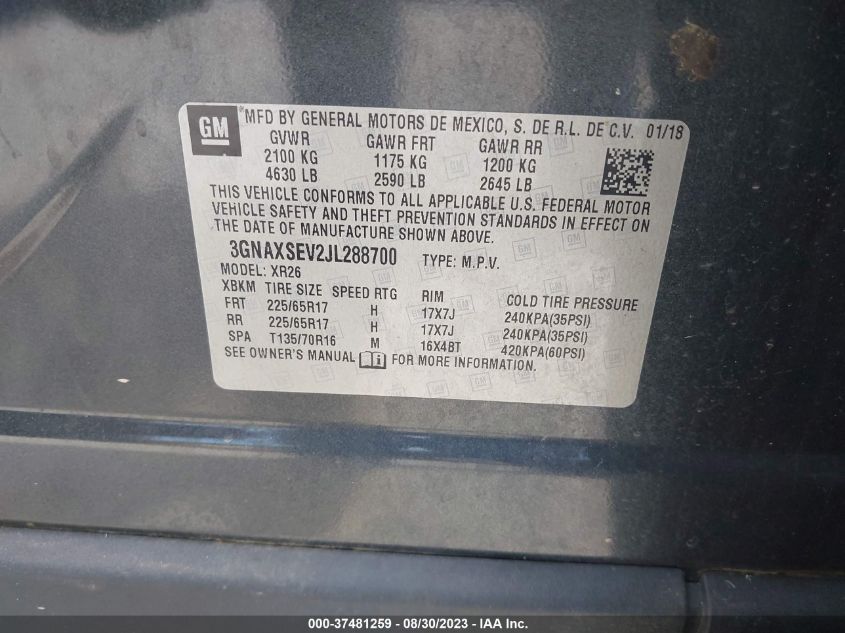 GM
*MFD BY GENERAL MOTORS DE MEXICO, S. DE R.L. DE C.V. 01/18
GVWR GAWR FRT GAWR RR
2100 KG 1175 KG 1200 KG
4630 LB 2590 LB 2645 LB
THIS VEHICLE CONFORMS TO ALL APPLICABLE U.S. FEDERAL MOTOR
VEHICLE SAFETY AND THEFT PREVENTION STANDARDS IN EFFECT ON
THE DATE OF MANUFACTURE SHOWN ABOVE.
3GNAXSEV2JL288700 TYPE: M.P.V.
MODEL: XR26
XBKM TIRE SIZE SPEED RTG RIM COLD TIRE PRESSURE
FRT 225/65R17 H 17X7J 240KPA(35PSI)
RR 225/65R17 H 17X7J 240KPA(35PSI)
SPA T135/70R16 M 16X4BT 420KPA(60PSI)
SEE OWNER'S MANUAL FOR MORE INFORMATION.
000-37481259 - 08/30/2023 - IAA Inc.